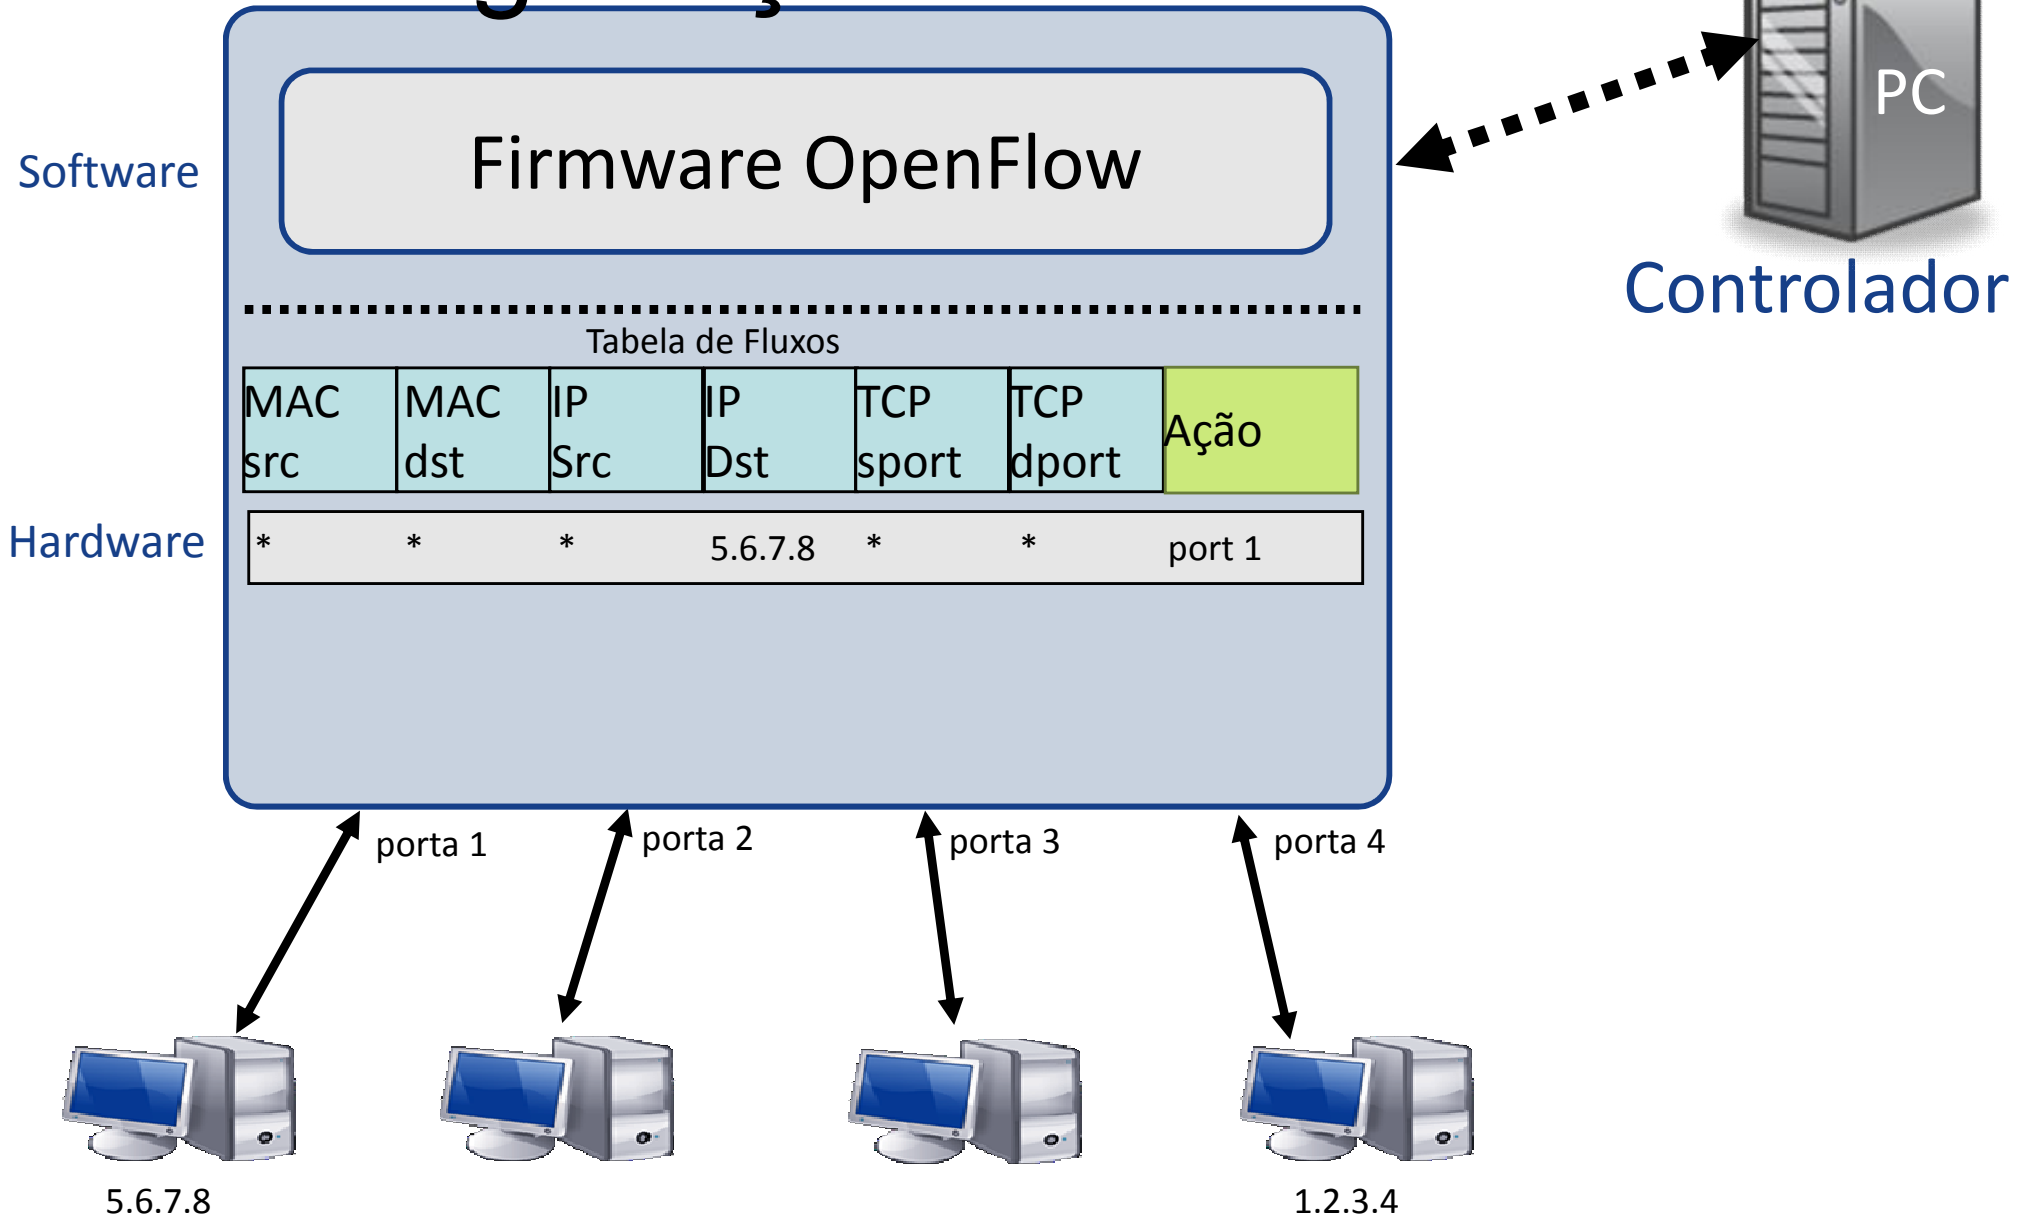 PC
Software
Firmware OpenFlow
Controlador
Tabela de Fluxos
MAC src
MAC dst
IP Src
IP Dst
TCP sport
TCP dport
Ação
Hardware
* * * 5.6.7.8 * * port 1
porta 1
porta 2
porta 3
porta 4
5.6.7.8
1.2.3.4